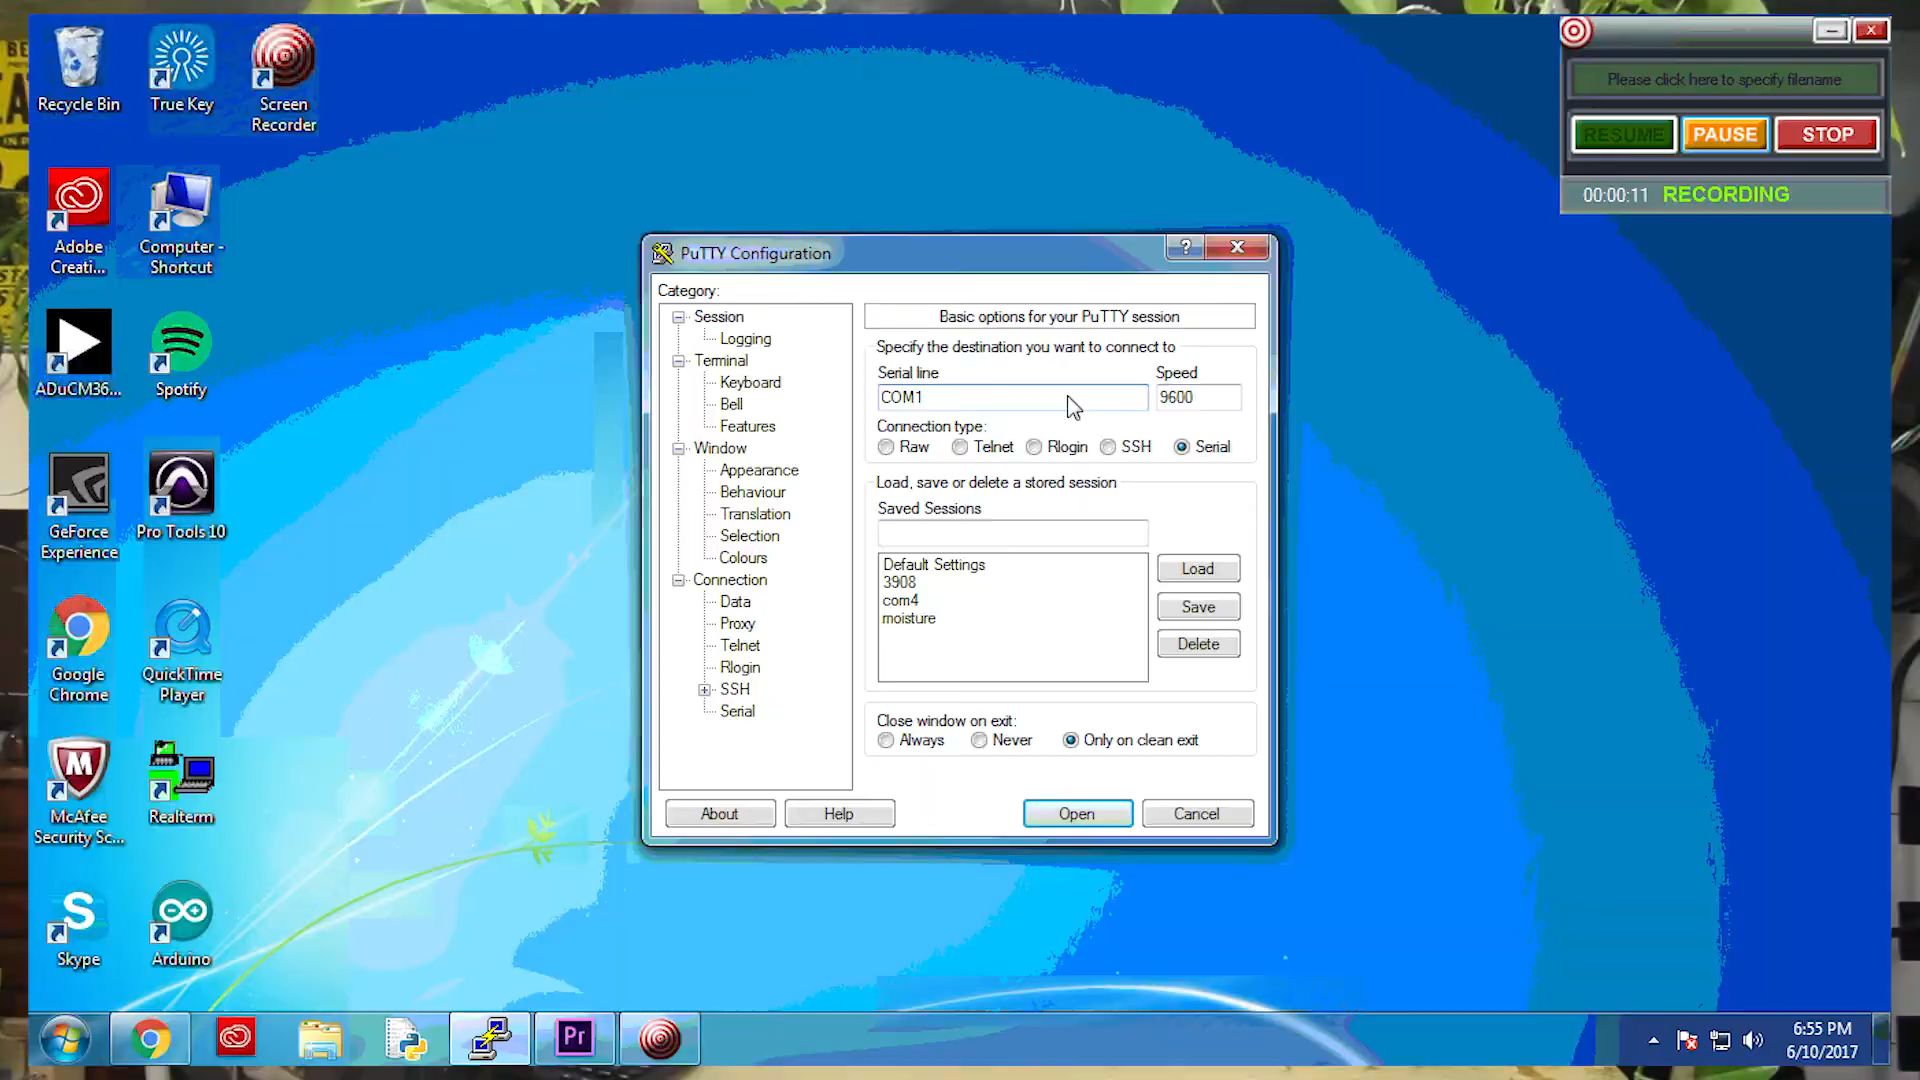 Recycle Bin
True Key
Screen
Recorder
Adobe
Creati...
Computer -
Shortcut
ADuCM36...
Spotify
GeForce
Experience
Pro Tools 10
Google
Chrome
QuickTime
Player
McAfee
Security Sc...
Realterm
Skype
Arduino
Please click here to specify filename
RESUME
PAUSE
STOP
00:00:11 RECORDING
PuTTY Configuration
Category:
Session
Logging
Terminal
Keyboard
Bell
Features
Window
Appearance
Behaviour
Translation
Selection
Colours
Connection
Data
Proxy
Telnet
Rlogin
SSH
Serial
Basic options for your PuTTY session
Specify the destination you want to connect to
Serial line
Speed
COM1
9600
Connection type:
Raw Telnet Rlogin SSH Serial
Load, save or delete a stored session
Saved Sessions
Default Settings
3908
com4
moisture
Load
Save
Delete
Close window on exit:
Always Never Only on clean exit
About
Help
Open
Cancel
Pr
6:55 PM
6/10/2017